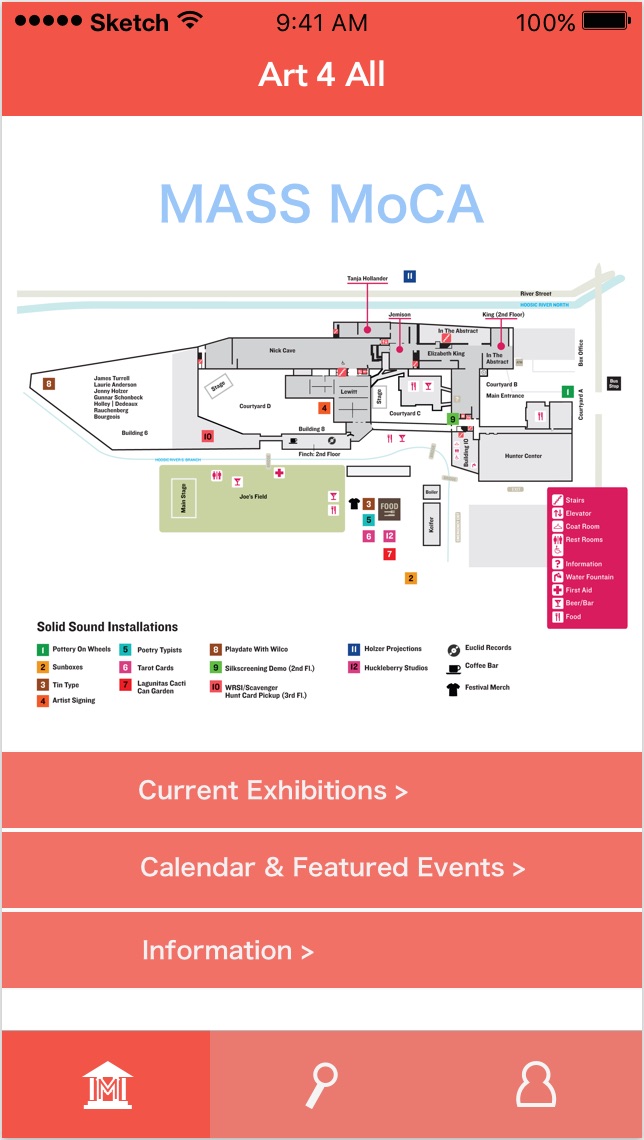 Sketch 9:41 AM 100%
Art 4 All
MASS MoCA
Tanja Hollander
11
River Street
HOOSIC RIVER NORTH
Jemison
King (2nd Floor)
In The Abstract
Nick Cave
Elizabeth King
In The
Abstract
Box Office
8
James Turrell
Laurie Anderson
Jenny Holzer
Gunnar Schonbeck
Holley | Dedeaux
Rauschenberg
Bourgeois
Building 6
Stage
Courtyard D
Lewitt
4
Stage
Courtyard C
Courtyard B
Main Entrance
1
Courtyard A
Bus
Stop
9
10
Building 8
Finch: 2nd Floor
Building 10
Hunter Center
HOOSIC RIVER S. BRANCH
Main Stage
Joe's Field
3
FOOD
5
6
12
7
2
Boiler
Keifer
Stairs
Elevator
Coat Room
Rest Rooms
Information
Water Fountain
First Aid
Beer/Bar
Food
Solid Sound Installations
1 Pottery On Wheels
2 Sunboxes
3 Tin Type
4 Artist Signing
5 Poetry Typists
6 Tarot Cards
7 Lagunitas Cacti
Can Garden
8 Playdate With Wilco
9 Silkscreening Demo (2nd Fl.)
10 WRSI/Scavenger
Hunt Card Pickup (3rd Fl.)
11 Holzer Projections
12 Huckleberry Studios
Euclid Records
Coffee Bar
Festival Merch
Current Exhibitions >
Calendar & Featured Events >
Information >